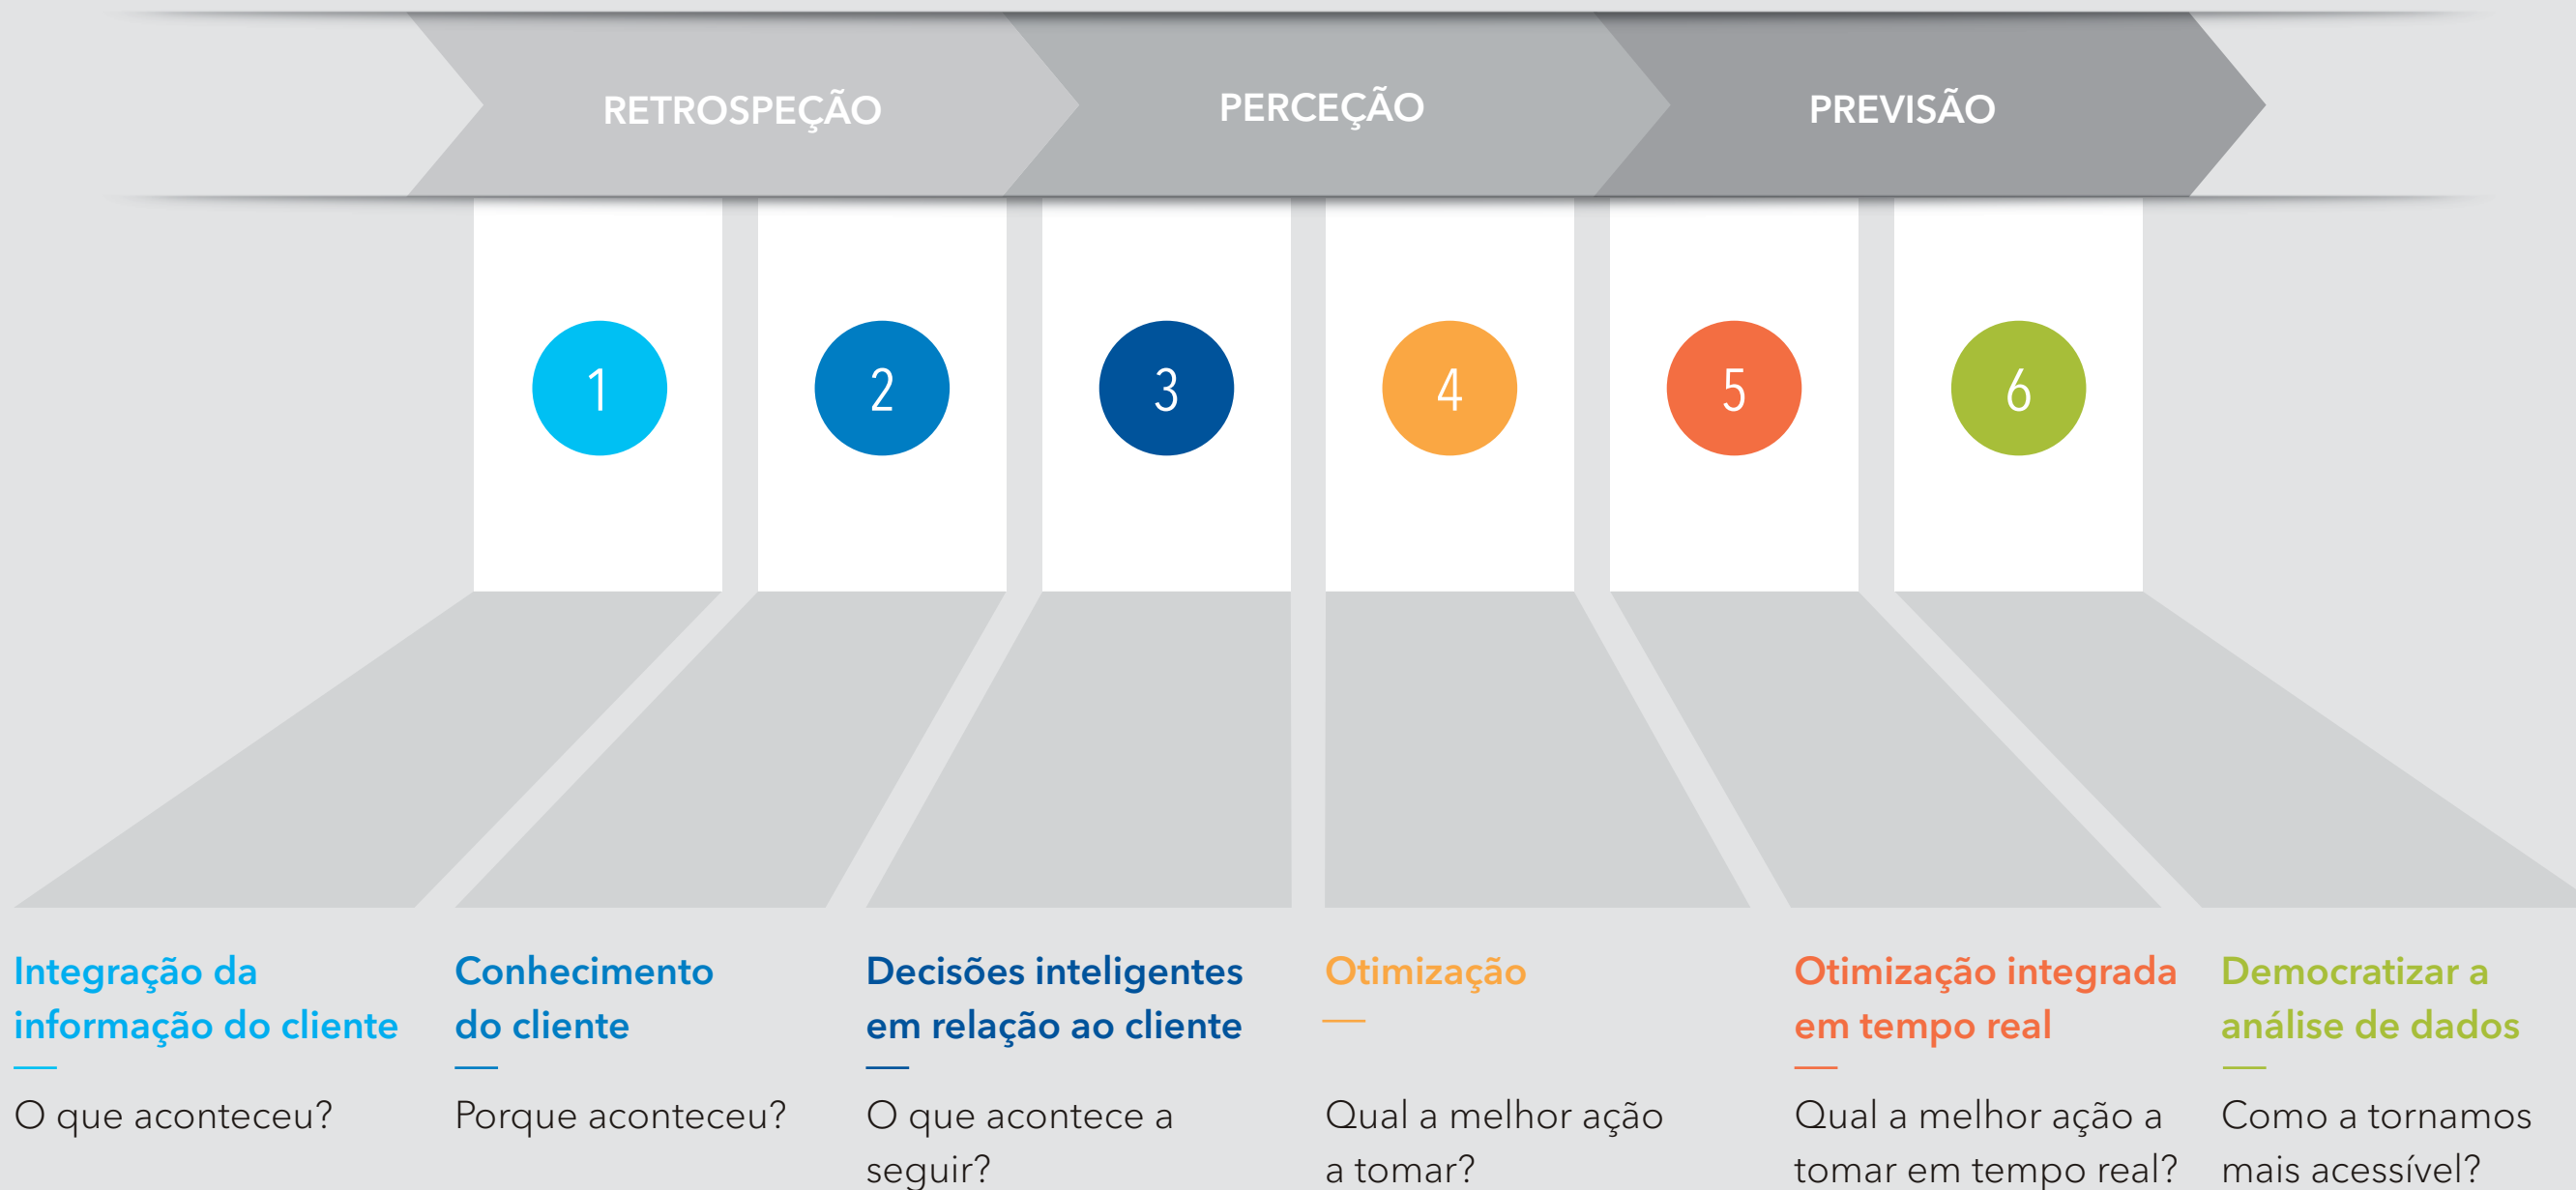 RETROSPEÇÃO
PERCEÇÃO
PREVISÃO
1
2
3
4
5
6
Integração da
informação do cliente
O que aconteceu?
Conhecimento
do cliente
Porque aconteceu?
Decisões inteligentes
em relação ao cliente
O que acontece a
seguir?
Otimização
Qual a melhor ação
a tomar?
Otimização integrada
em tempo real
Qual a melhor ação a
tomar em tempo real?
Democratizar a
análise de dados
Como a tornamos
mais acessível?